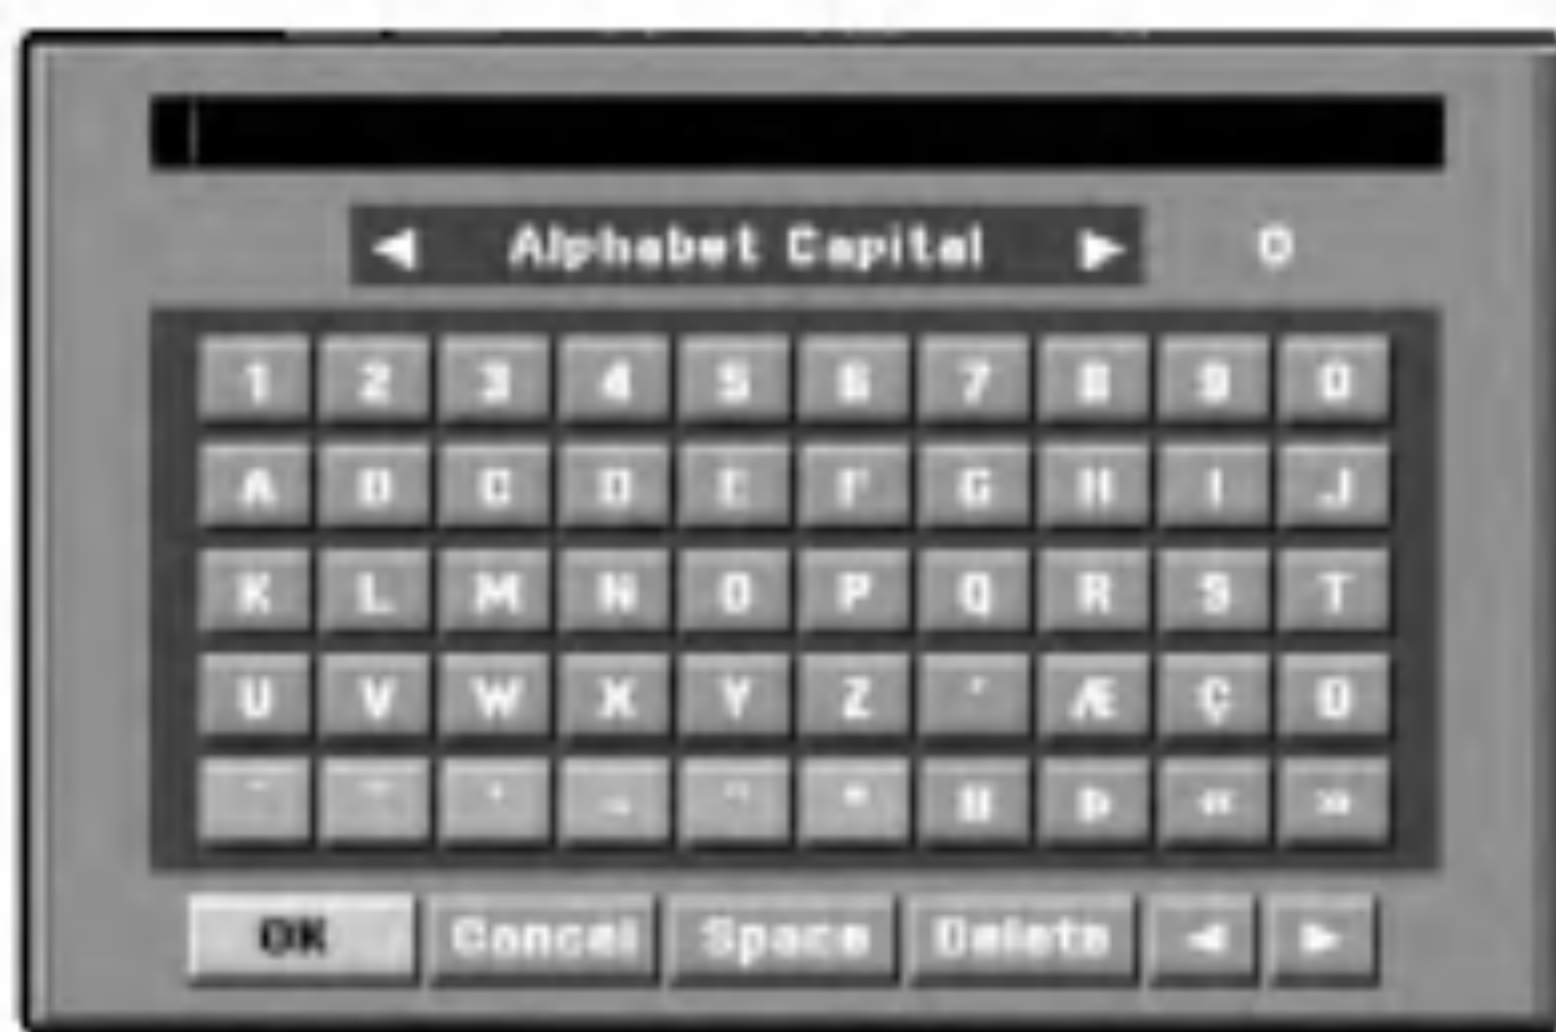 ◀ Alphabet Capital ▶ 0
1 2 3 4 5 6 7 8 9 0
A B C D E F G H I J
K L M N O P Q R S T
U V W X Y Z ´ Æ Ç
Þ « »
OK Cancel Space Delete ◀ ▶